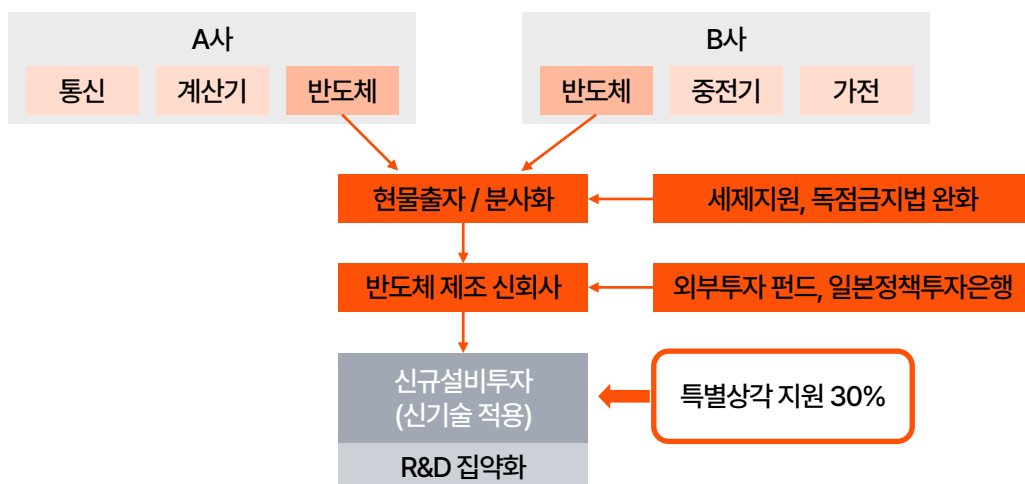 A사
통신
계산기
반도체
B사
반도체
중전기
가전
현물출자 / 분사화
세제지원, 독점금지법 완화
반도체 제조 신회사
외부투자 펀드, 일본정책투자은행
신규설비투자
(신기술 적용)
특별상각 지원 30%
R&D 집약화